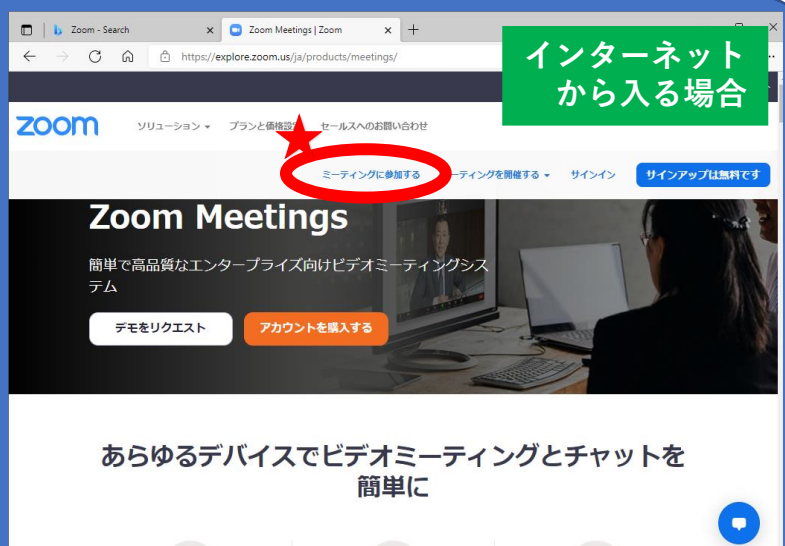 Zoom - Search
Zoom Meetings | Zoom
https://explore.zoom.us/ja/products/meetings/
インターネット
から入る場合
zoom
ソリューション
プランと価格設
セールスへのお問い合わせ
ミーティングに参加する
ーティングを開催する
サインイン
サインアップは無料です
Zoom Meetings
簡単で高品質なエンタープライズ向けビデオミーティングシス
テム
デモをリクエスト
アカウントを購入する
あらゆるデバイスでビデオミーティングとチャットを
簡単に